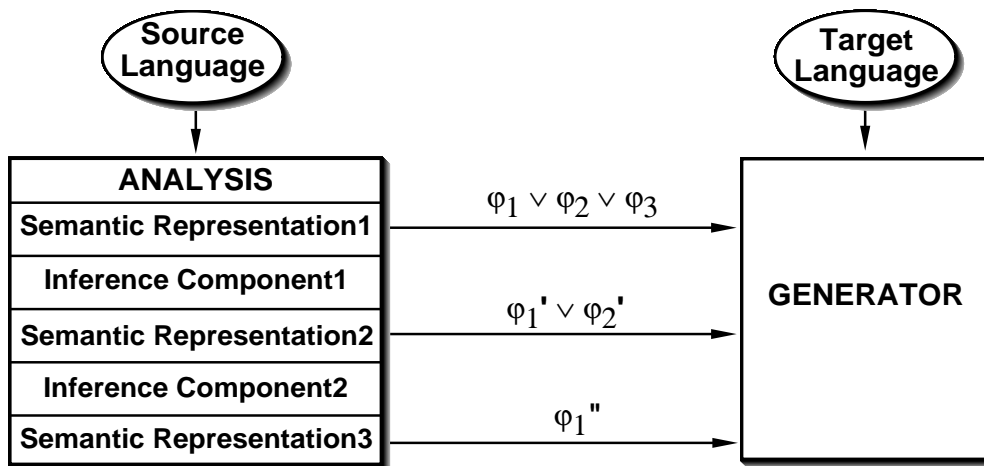 Source
Language
Target
Language
ANALYSIS
Semantic Representation1
φ₁ ∨ φ₂ ∨ φ₃
Inference Component1
GENERATOR
Semantic Representation2
φ₁' ∨ φ₂'
Inference Component2
Semantic Representation3
φ₁"